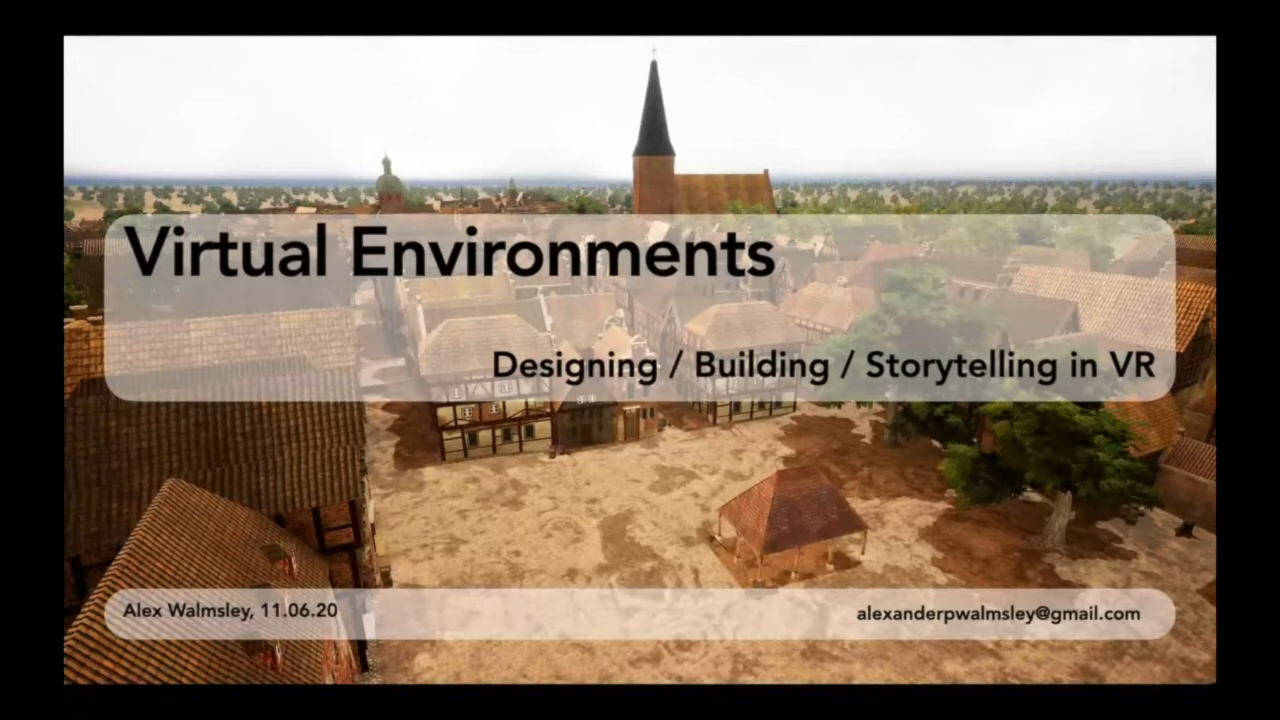 Virtual Environments
Designing / Building / Storytelling in VR
Alex Walmsley, 11.06.20
alexanderpwalmsley@gmail.com